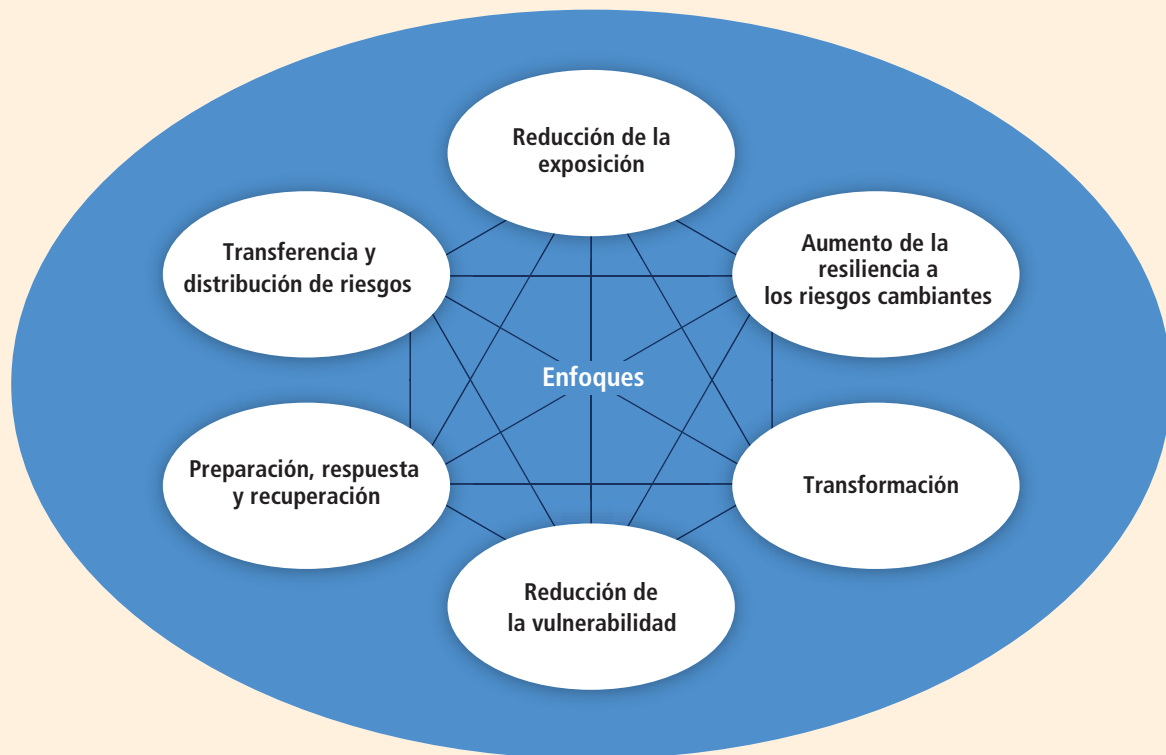 Reducción de la
exposición
Transferencia y
distribución de riesgos
Aumento de la
resiliencia a
los riesgos cambiantes
Enfoques
Preparación, respuesta
y recuperación
Transformación
Reducción de
la vulnerabilidad